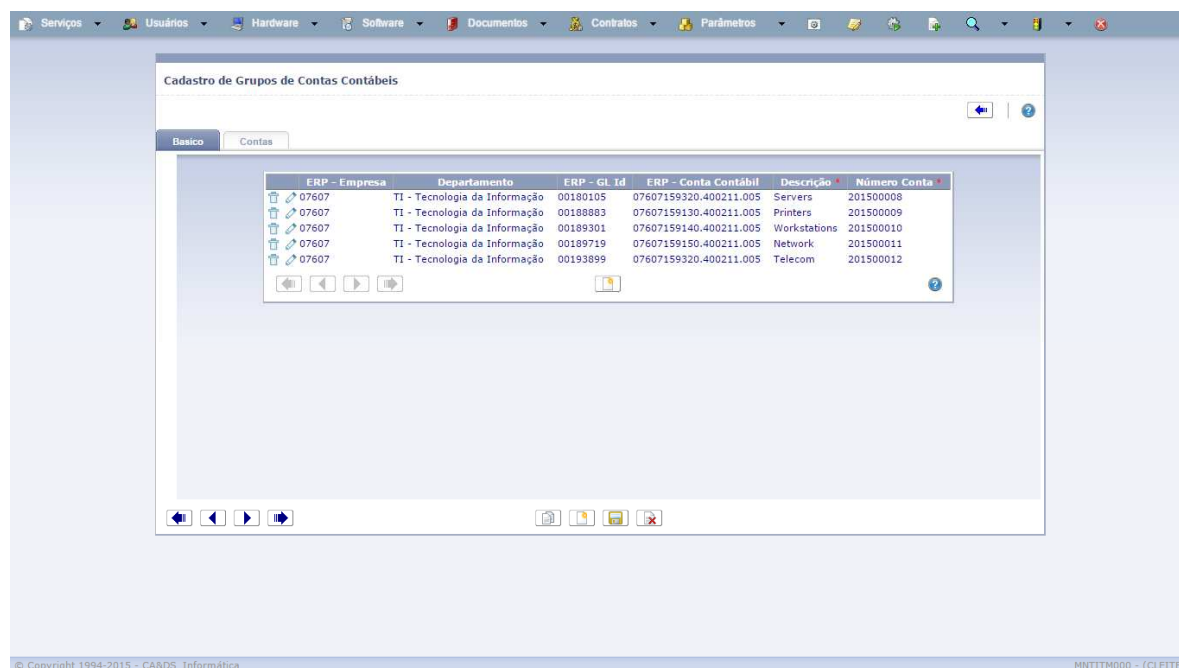 Serviços Usuários Hardware Software Documentos Contratos Parâmetros
Cadastro de Grupos de Contas Contábeis
Basico Contas
ERP - Empresa Departamento ERP - GL Id ERP - Conta Contábil Descrição * Número Conta *
07607 TI - Tecnologia da Informação 00180105 07607159320.400211.005 Servers 201500008
07607 TI - Tecnologia da Informação 00188883 07607159130.400211.005 Printers 201500009
07607 TI - Tecnologia da Informação 00189301 07607159140.400211.005 Workstations 201500010
07607 TI - Tecnologia da Informação 00189719 07607159150.400211.005 Network 201500011
07607 TI - Tecnologia da Informação 00193899 07607159320.400211.005 Telecom 201500012
© Copyright 1994-2015 - CA&DS Informática MNTITM000 -